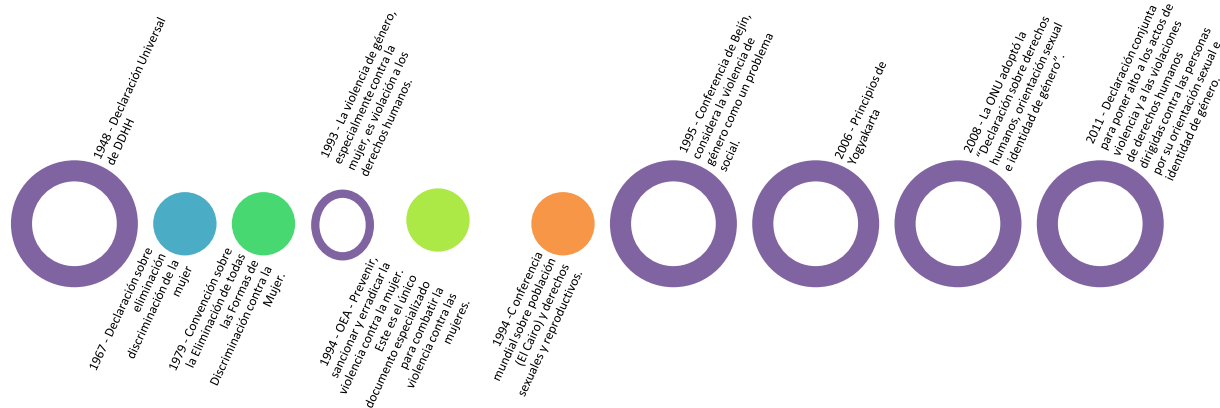 1948 - Declaración Universal
de DDHH
1967 - Declaración sobre
eliminación
discriminación de la
mujer
1979 - Convención sobre
la Eliminación de todas
las Formas de
Discriminación contra la
Mujer.
1993 - La violencia de género,
especialmente contra la
mujer, es violación a los
derechos humanos.
1994 - OEA - Prevenir,
sancionar y erradicar la
violencia contra la mujer.
Este es el único
documento especializado
para combatir la
violencia contra las
mujeres.
1994 -C onferencia
mundial sobre población
(El Cairo) y derechos
sexuales y reproductivos.
1995 - Conferencia de Bejín,
considera la violencia de
género como un problema
social.
2006 - Principios de
Yogyakarta
2008 - La ONU adoptó la
“Declaración sobre derechos
humanos, orientación sexual
e identidad de género”.
2011 - Declaración conjunta
para poner alto a los actos de
violencia y a las violaciones
de derechos humanos
dirigidas contra las personas
por su orientación sexual e
identidad de género.